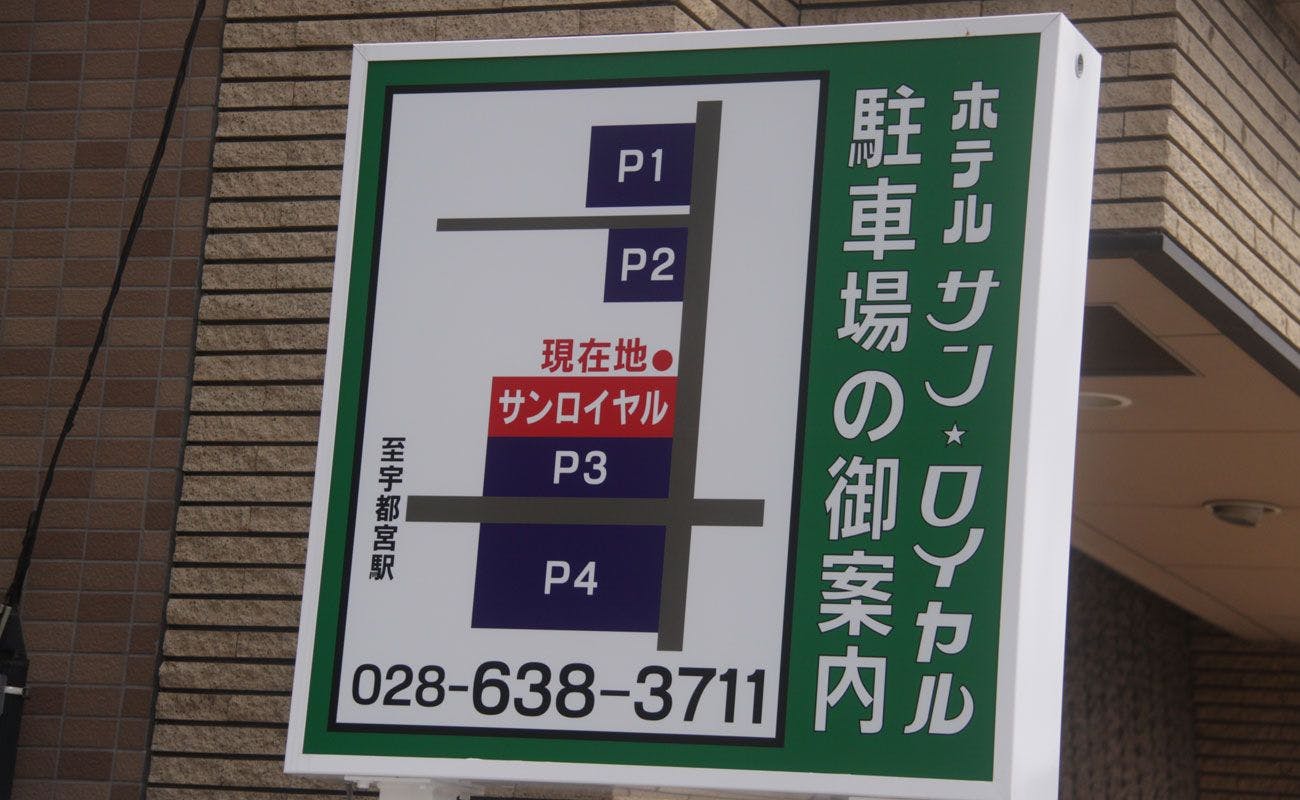 ホテル サン☆ロイヤル
駐車場の御案内
P1
P2
現在地
サンロイヤル
P3
至宇都宮駅
P4
028-638-3711